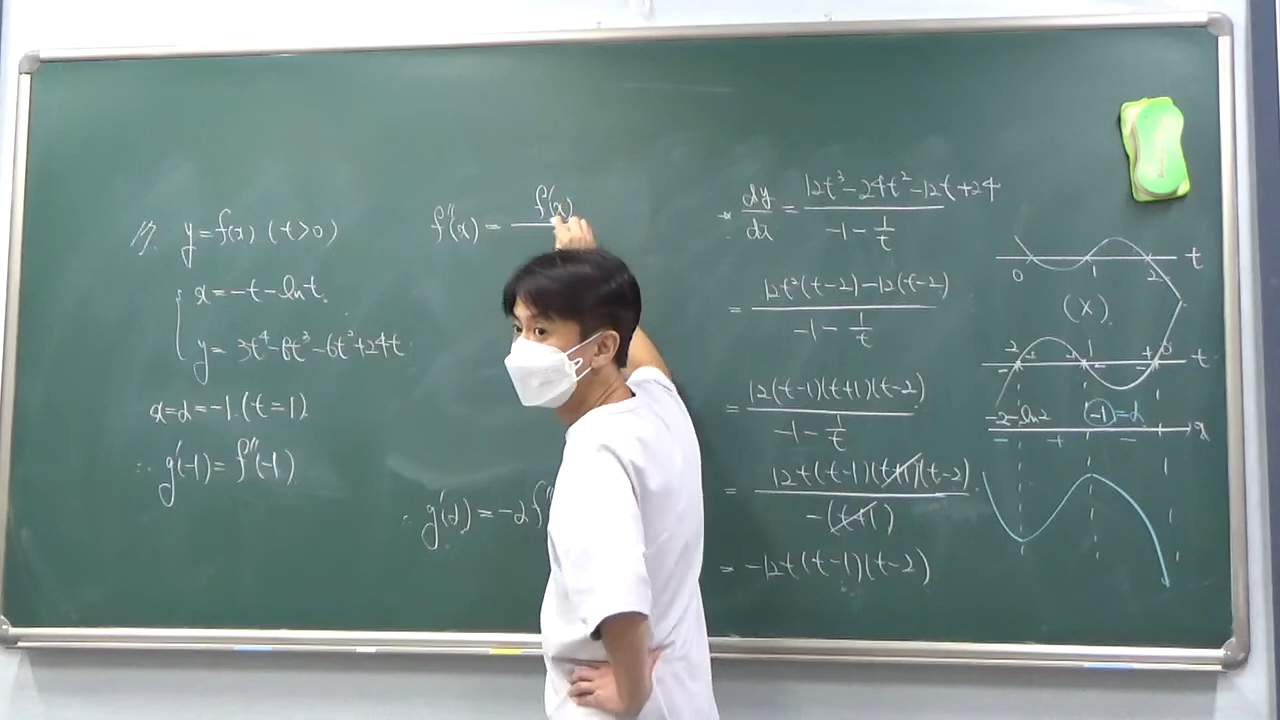 17. y=f(x) (t>0)
x=-t-lnt.
y=3t⁴-8t³-6t²+24t
x=α=-1.(t=1)
∴ g'(-1)=f''(-1)
f''(x)= f'(x)
∴ g'(α)=-αf''
dy/dx = (12t³-24t²-12t+24)/(-1-1/t)
= (12t²(t-2)-12(t-2))/(-1-1/t)
= (12(t-1)(t+1)(t-2))/(-1-1/t)
= (12t(t-1)(t+1)(t-2))/(-(t+1))
= -12t(t-1)(t-2)
0 1 2 t
(X)
2 1 0 t
-2-ln2 -1=α x
- + -